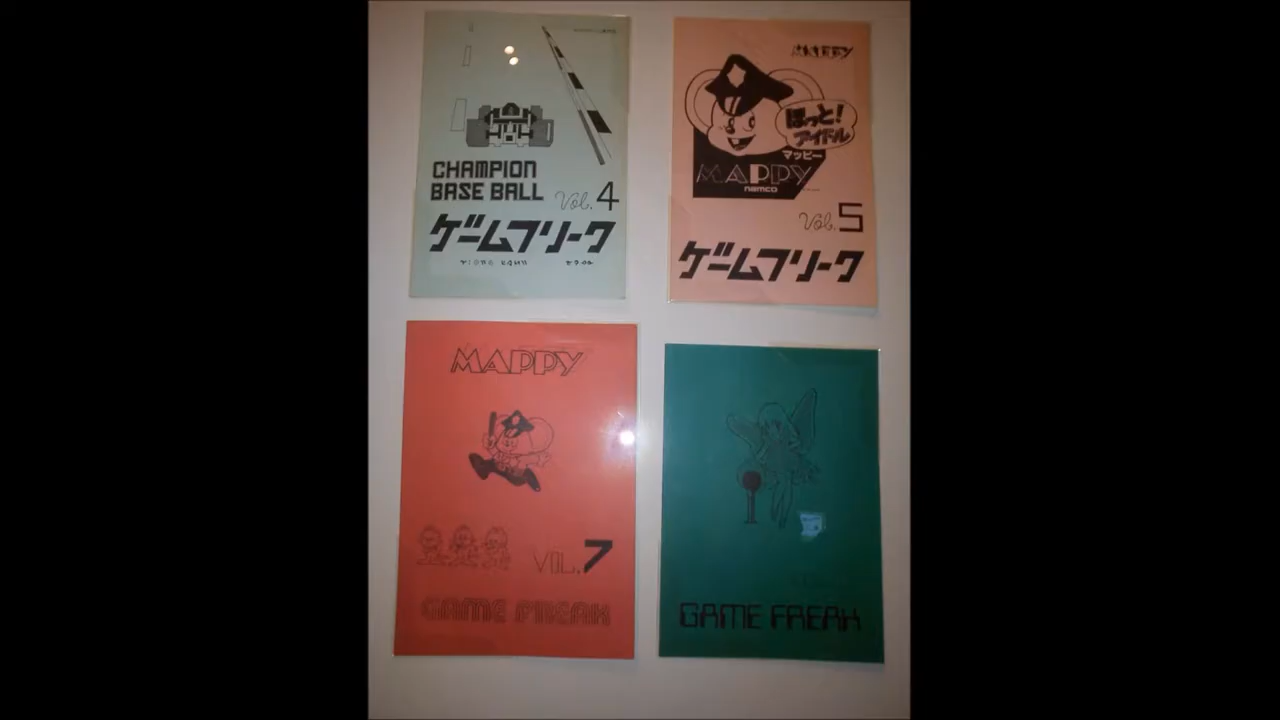 CHAMPION
BASE BALL
Vol. 4
ゲームフリーク
MAPPY
ほっと!
アイドル
マッピー
MAPPY
namco
Vol. 5
ゲームフリーク
MAPPY
VOL. 7
GAME FREAK
GAME FREAK